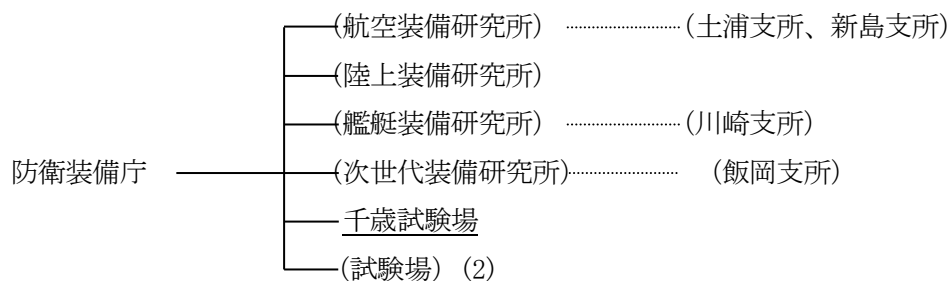 (航空装備研究所) (土浦支所、新島支所)
(陸上装備研究所)
(艦艇装備研究所) (川崎支所)
防衛装備庁 (次世代装備研究所) (飯岡支所)
千歳試験場
(試験場) (2)